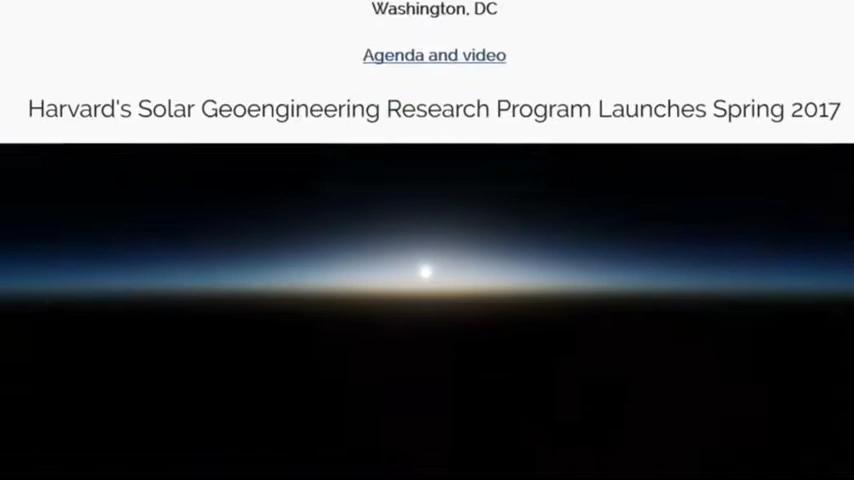 Washington, DC
Agenda and video
Harvard's Solar Geoengineering Research Program Launches Spring 2017